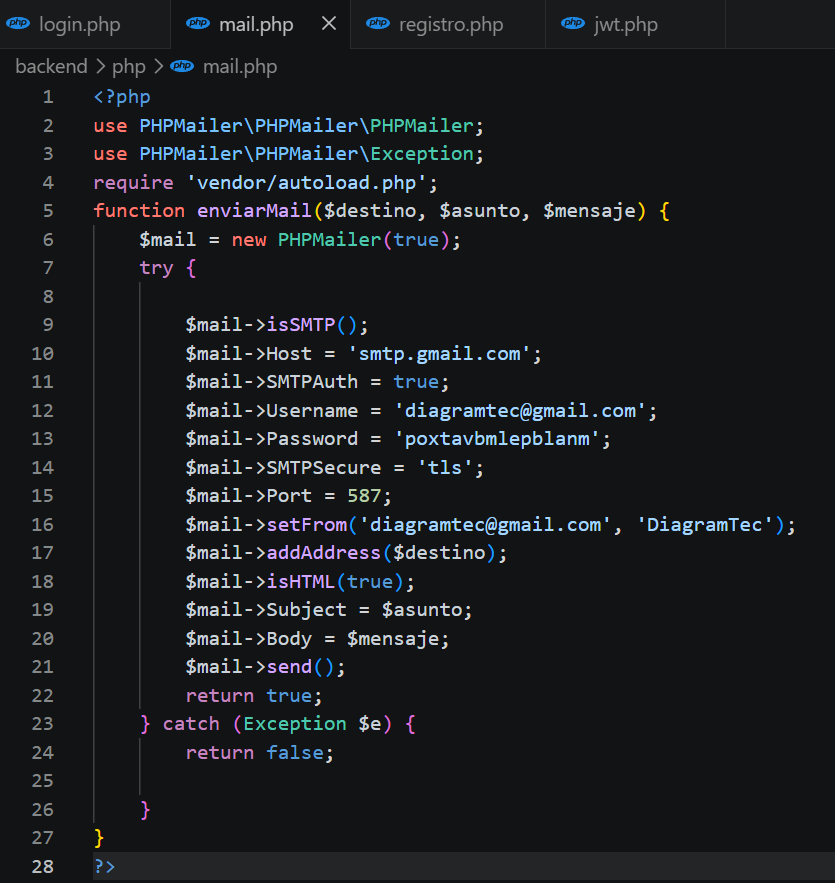 php login.php php mail.php × php registro.php php jwt.php
backend > php > php mail.php
1 <?php
2 use PHPMailer\PHPMailer\PHPMailer;
3 use PHPMailer\PHPMailer\Exception;
4 require 'vendor/autoload.php';
5 function enviarMail($destino, $asunto, $mensaje) {
6     $mail = new PHPMailer(true);
7     try {
8
9         $mail->isSMTP();
10         $mail->Host = 'smtp.gmail.com';
11         $mail->SMTPAuth = true;
12         $mail->Username = 'diagramtec@gmail.com';
13         $mail->Password = 'poxtavbmlepblanm';
14         $mail->SMTPSecure = 'tls';
15         $mail->Port = 587;
16         $mail->setFrom('diagramtec@gmail.com', 'DiagramTec');
17         $mail->addAddress($destino);
18         $mail->isHTML(true);
19         $mail->Subject = $asunto;
20         $mail->Body = $mensaje;
21         $mail->send();
22         return true;
23     } catch (Exception $e) {
24         return false;
25
26     }
27 }
28 ?>